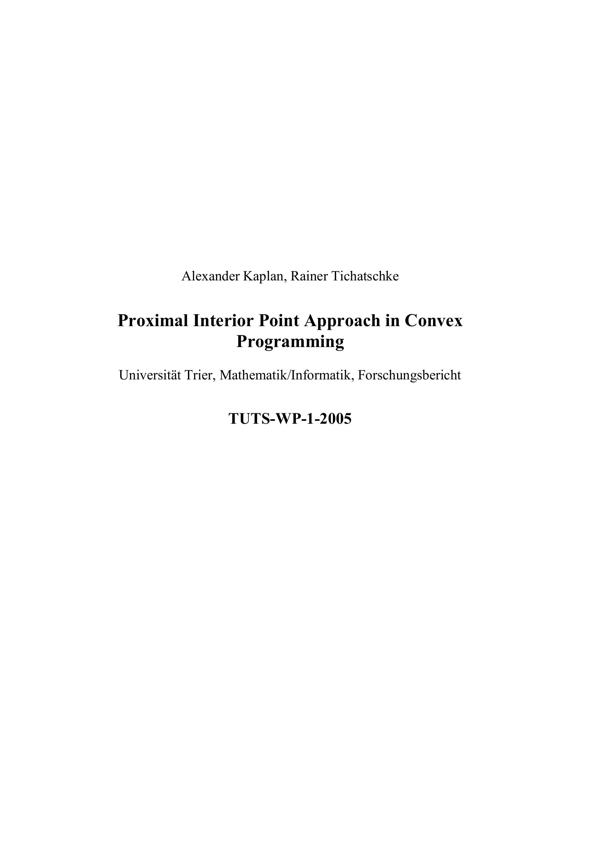 Alexander Kaplan, Rainer Tichatschke
Proximal Interior Point Approach in Convex
Programming
Universität Trier, Mathematik/Informatik, Forschungsbericht
TUTS-WP-1-2005